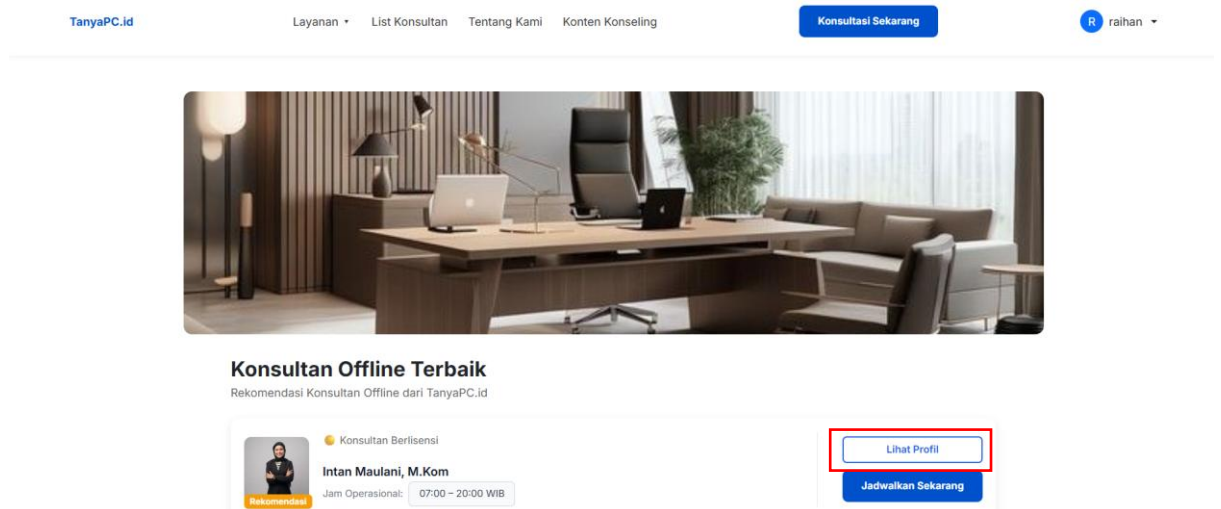 TanyaPC.id Layanan List Konsultan Tentang Kami Konten Konseling Konsultasi Sekarang R raihan
Konsultan Offline Terbaik
Rekomendasi Konsultan Offline dari TanyaPC.id
Konsultan Berlisensi
Lihat Profil
Intan Maulani, M.Kom
Jam Operasional: 07:00 – 20:00 WIB
Jadwalkan Sekarang
Rekomendasi